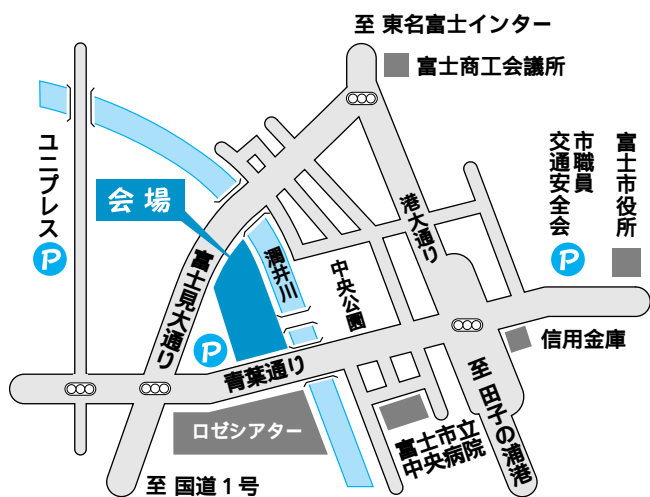 至 東名富士インター
富士商工会議所
ユニプレス
P
会場
富士見大通り
潤井川
中央公園
港大通り
市職員
交通安全会
P
富士市役所
P
青葉通り
信用金庫
ロゼシアター
富士市立
中央病院
至 田子の浦港
至 国道1号